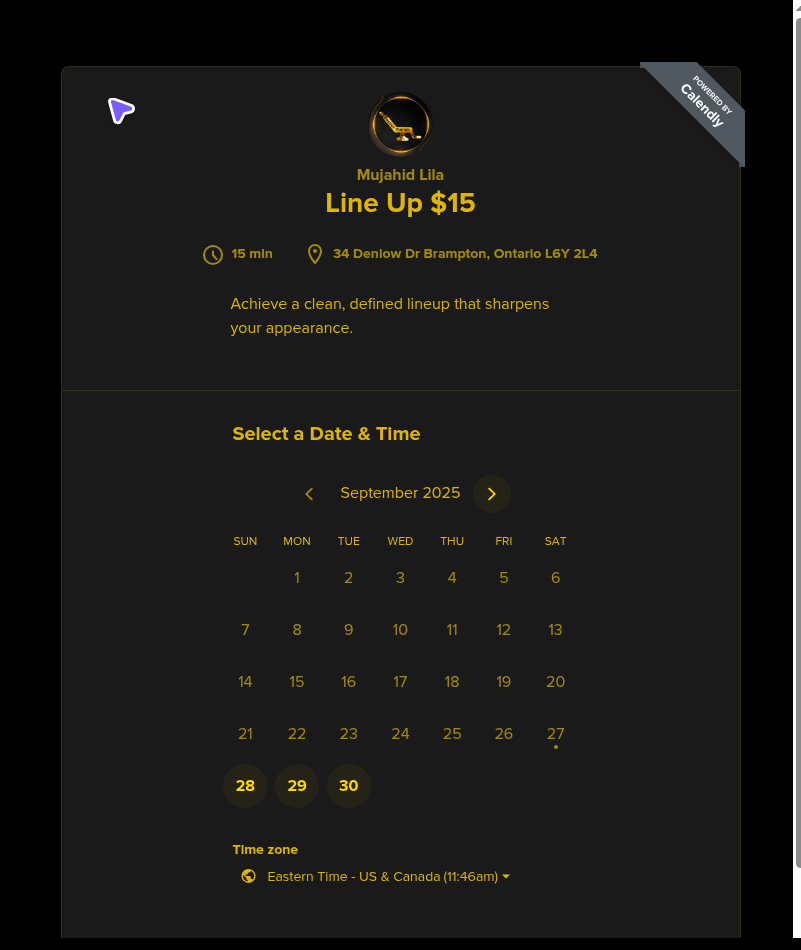 POWERED BY
Calendly
Mujahid Lila
Line Up $15
15 min
34 Denlow Dr Brampton, Ontario L6Y 2L4
Achieve a clean, defined lineup that sharpens
your appearance.
Select a Date & Time
September 2025
SUN MON TUE WED THU FRI SAT
1 2 3 4 5 6
7 8 9 10 11 12 13
14 15 16 17 18 19 20
21 22 23 24 25 26 27
28 29 30
Time zone
Eastern Time - US & Canada (11:46am)